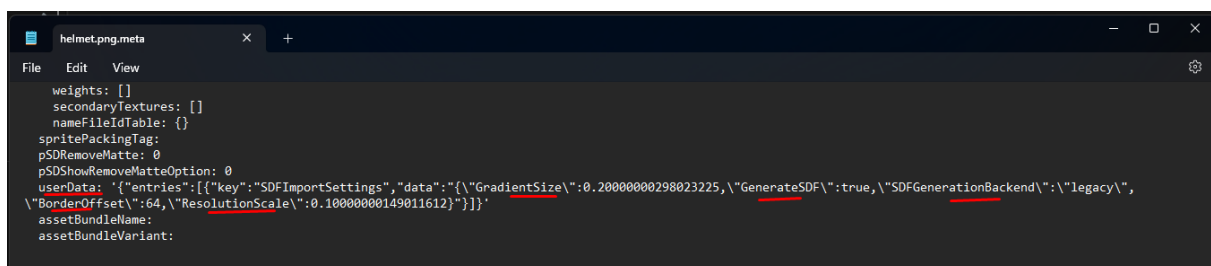 helmet.png.meta
File Edit View
weights: []
secondaryTextures: []
nameFileIdTable: {}
spritePackingTag:
pSDRemoveMatte: 0
pSDShowRemoveMatteOption: 0
userData: '{"entries":[{"key":"SDFImportSettings","data":"{\"GradientSize\":0.20000000298023225,\"GenerateSDF\":true,\"SDFGenerationBackend\":\"legacy\",
\"BorderOffset\":64,\"ResolutionScale\":0.10000000149011612}"}]}'
assetBundleName:
assetBundleVariant: